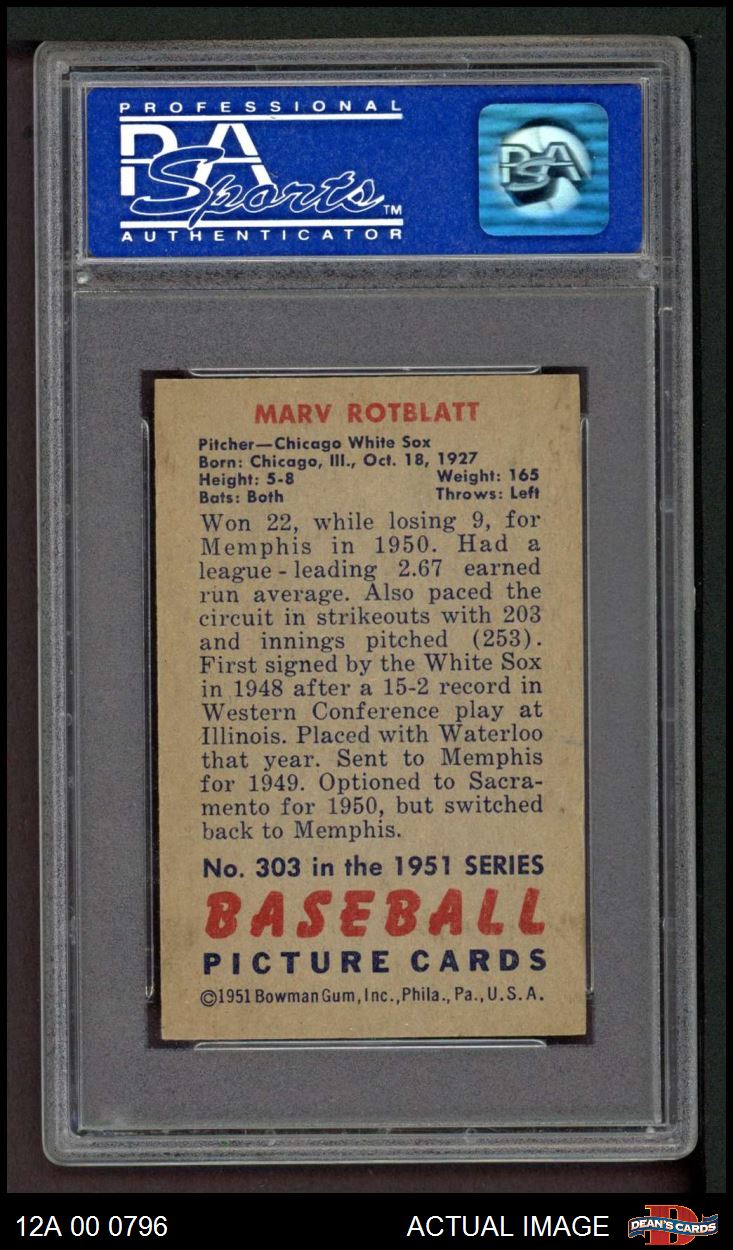 PROFESSIONAL
PSA
Sports™
AUTHENTICATOR
PSA
MARV ROTBLATT
Pitcher—Chicago White Sox
Born: Chicago, Ill., Oct. 18, 1927
Height: 5-8 Weight: 165
Bats: Both Throws: Left
Won 22, while losing 9, for
Memphis in 1950. Had a
league-leading 2.67 earned
run average. Also paced the
circuit in strikeouts with 203
and innings pitched (253).
First signed by the White Sox
in 1948 after a 15-2 record in
Western Conference play at
Illinois. Placed with Waterloo
that year. Sent to Memphis
for 1949. Optioned to Sacra-
mento for 1950, but switched
back to Memphis.
No. 303 in the 1951 SERIES
BASEBALL
PICTURE CARDS
©1951 Bowman Gum, Inc., Phila., Pa., U.S.A.
12A 00 0796 ACTUAL IMAGE DEAN'S CARDS